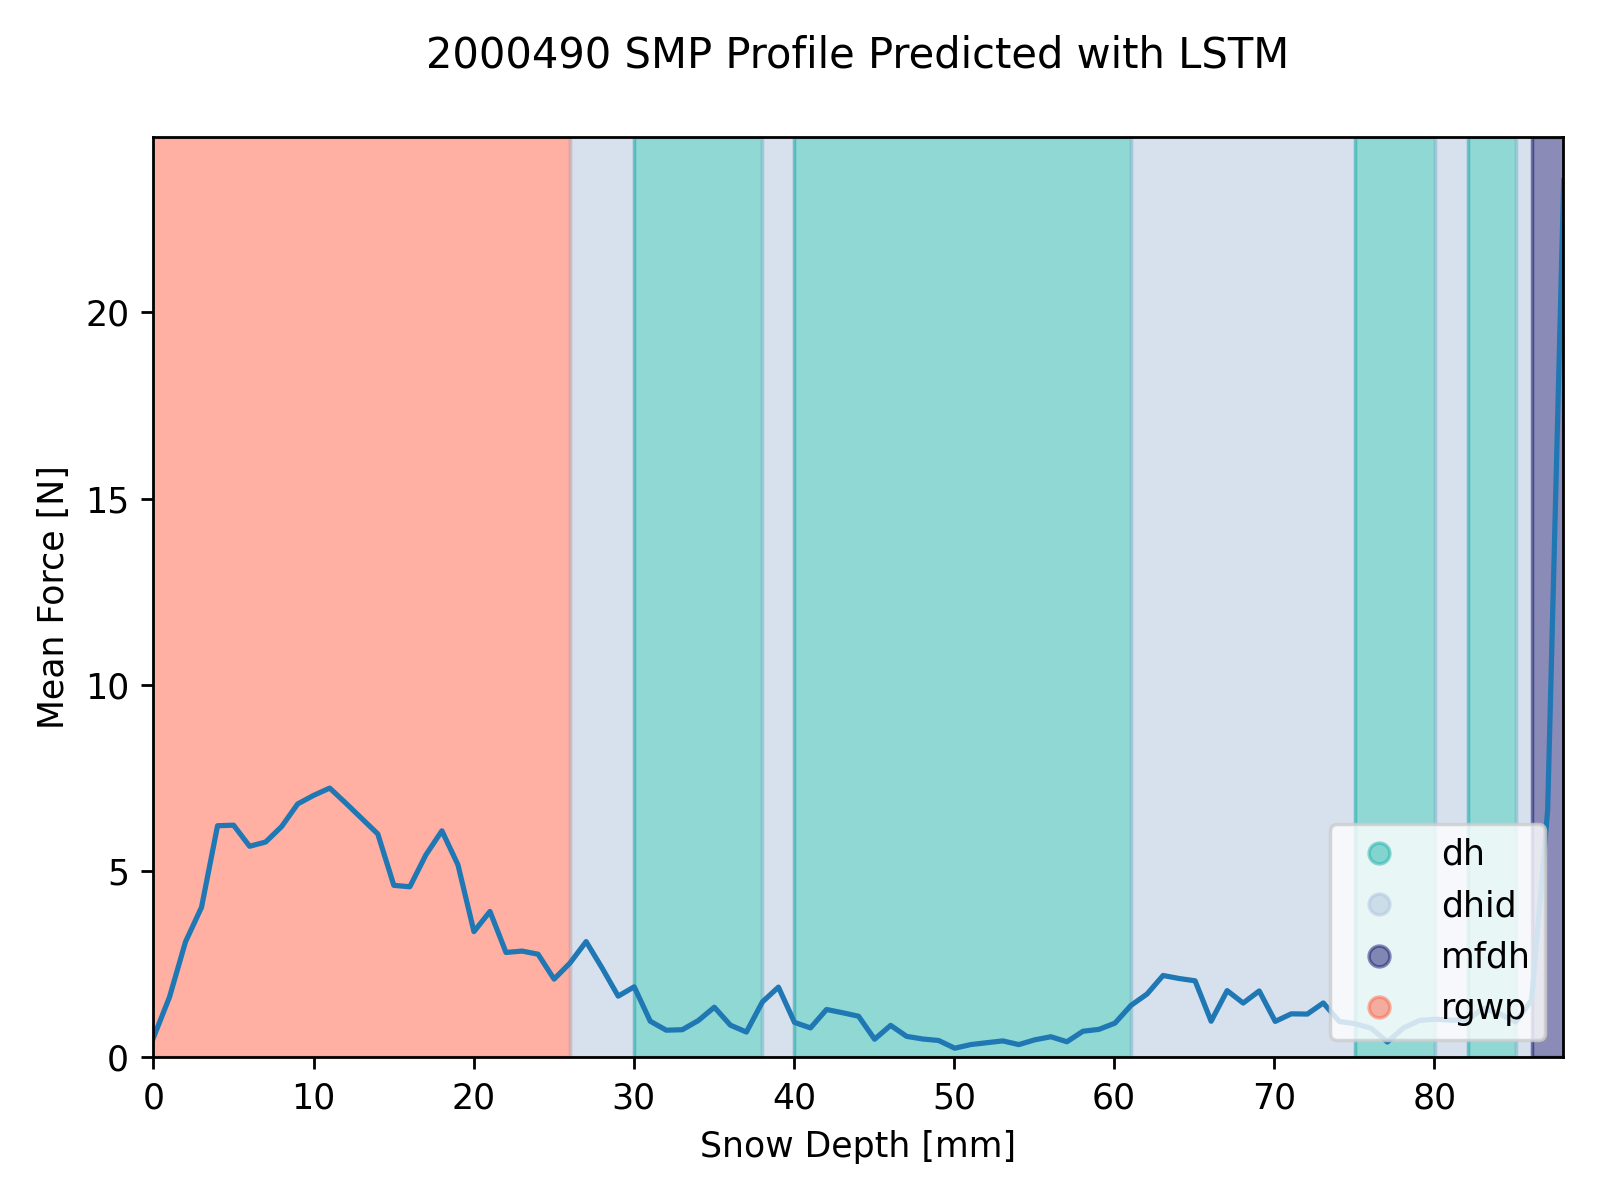 2000490 SMP Profile Predicted with LSTM
Mean Force [N]
20
15
10
5
0
dh
dhid
mfdh
rgwp
0 10 20 30 40 50 60 70 80
Snow Depth [mm]